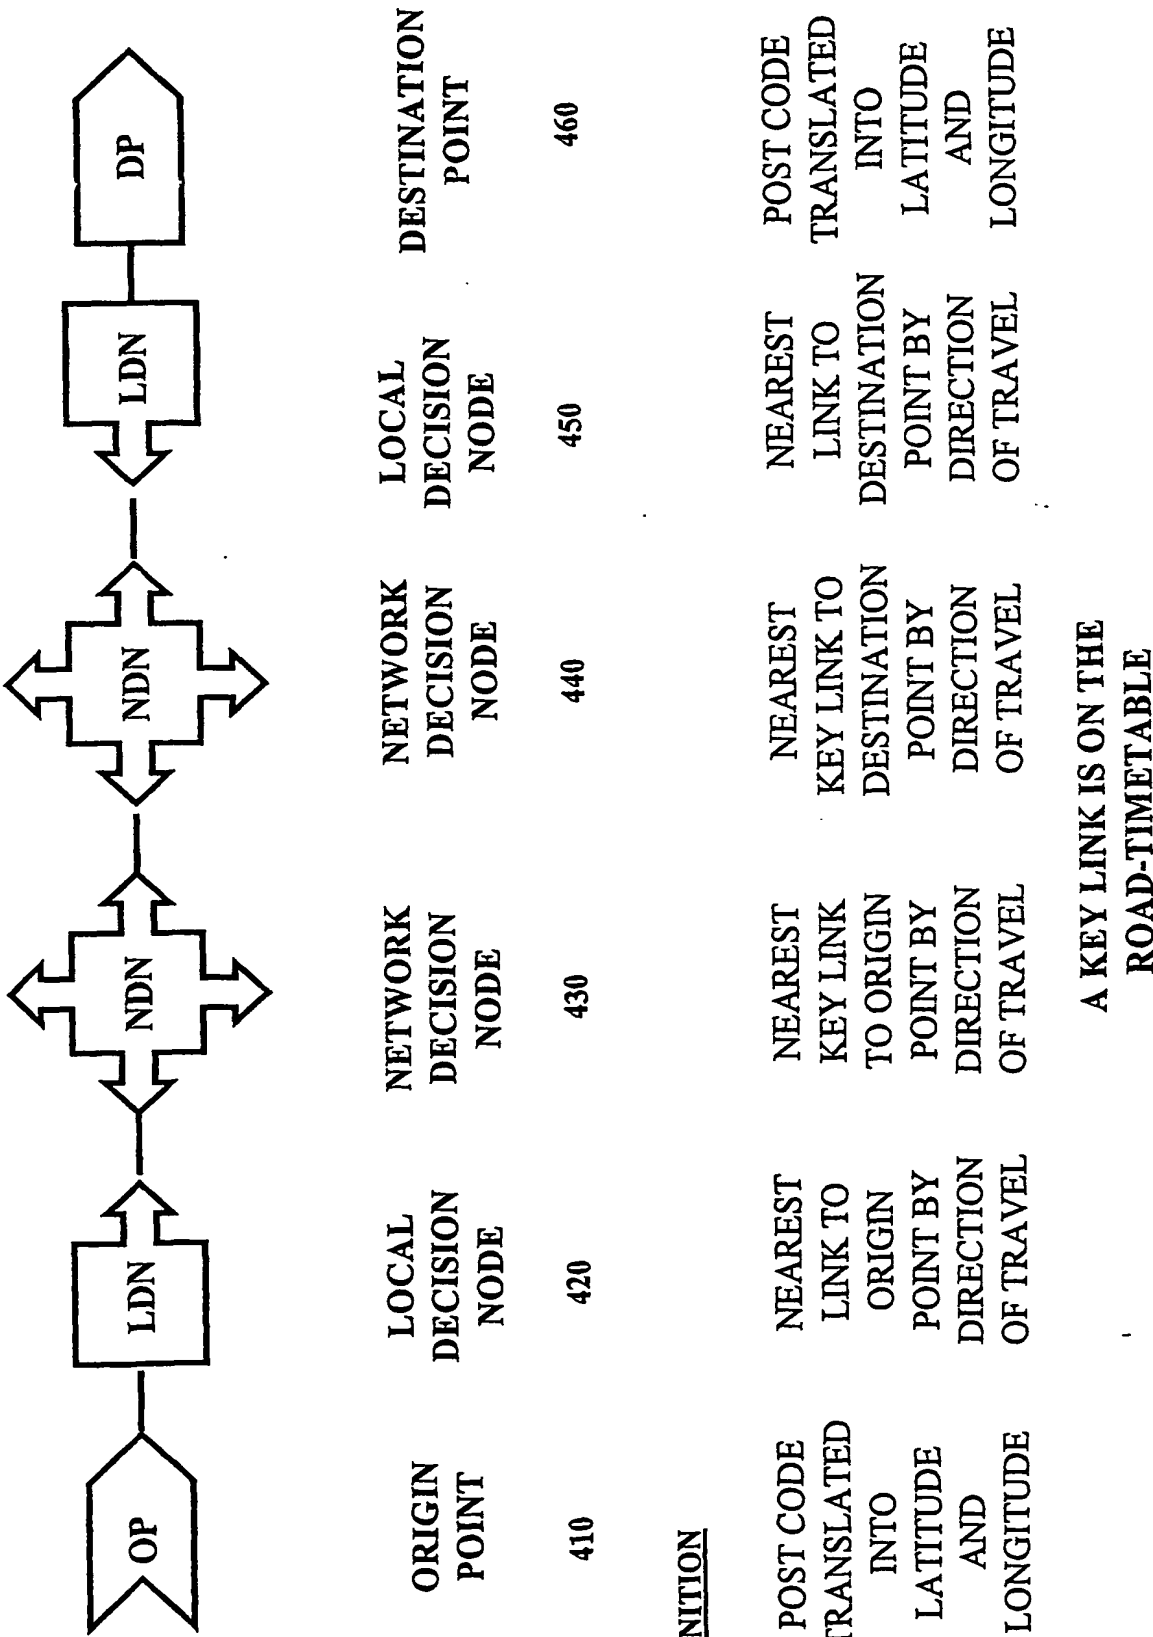 OP
LDN
NDN
NDN
LDN
DP
ORIGIN
POINT
410
LOCAL
DECISION
NODE
420
NETWORK
DECISION
NODE
430
NETWORK
DECISION
NODE
440
LOCAL
DECISION
NODE
450
DESTINATION
POINT
460
NITION
POST CODE
TRANSLATED
INTO
LATITUDE
AND
LONGITUDE
NEAREST
LINK TO
ORIGIN
POINT BY
DIRECTION
OF TRAVEL
NEAREST
KEY LINK
TO ORIGIN
POINT BY
DIRECTION
OF TRAVEL
NEAREST
KEY LINK TO
DESTINATION
POINT BY
DIRECTION
OF TRAVEL
NEAREST
LINK TO
DESTINATION
POINT BY
DIRECTION
OF TRAVEL
POST CODE
TRANSLATED
INTO
LATITUDE
AND
LONGITUDE
A KEY LINK IS ON THE
ROAD-TIMETABLE